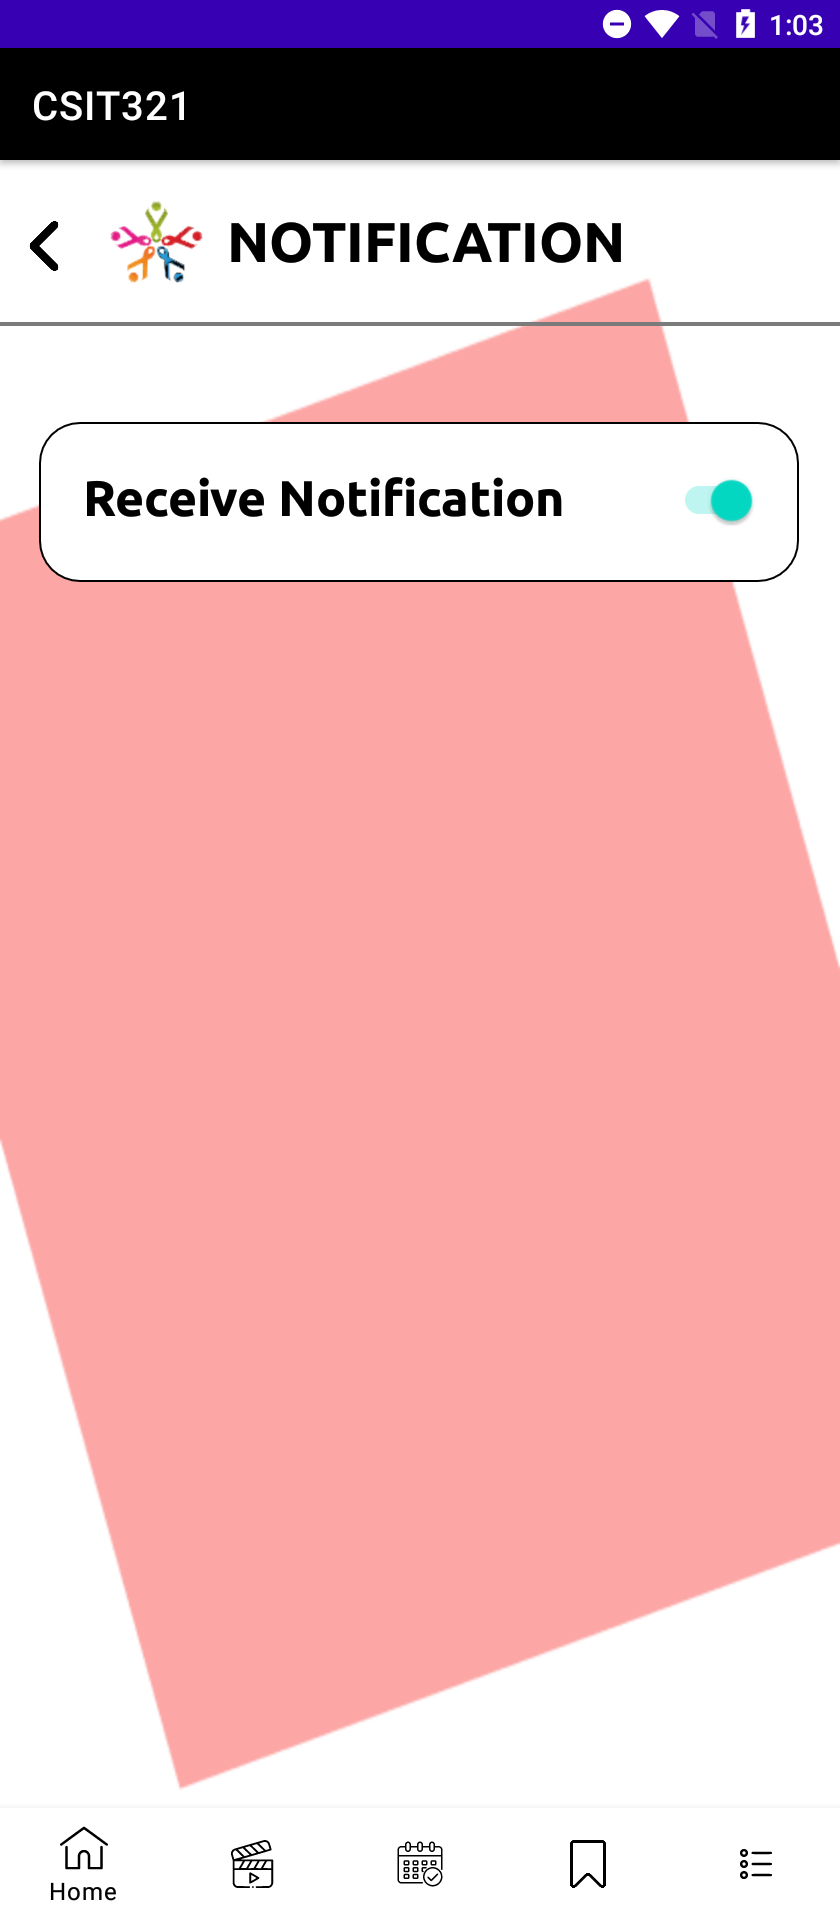 1:03
CSIT321
NOTIFICATION
Receive Notification
Home